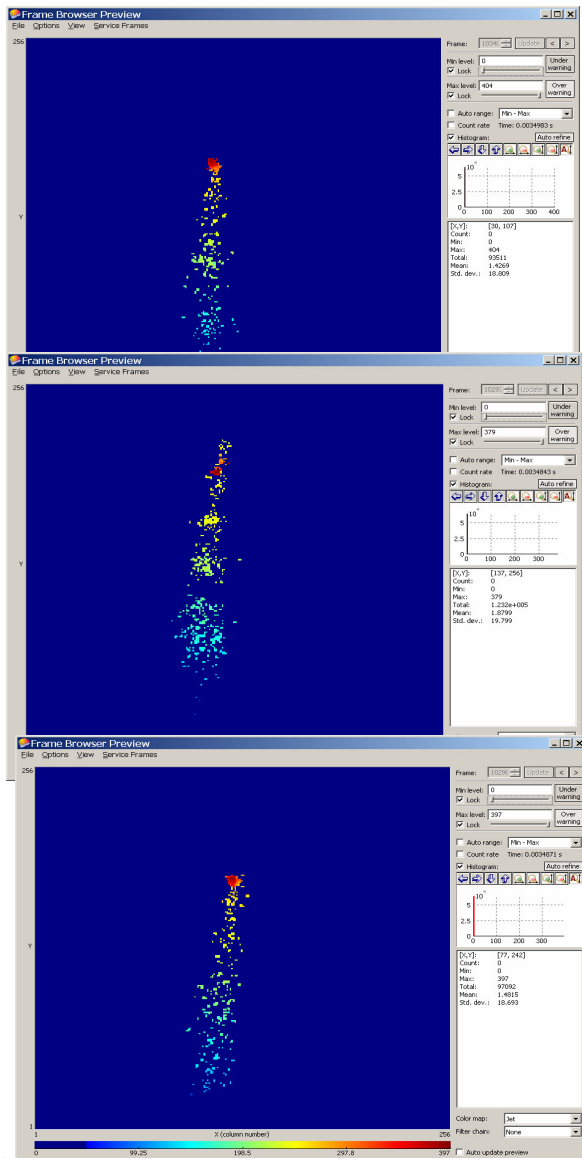 Frame Browser Preview
File Options View Service Frames
256
Y
Frame: Update < >
Min level: 0 Under warning
Lock
Max level: 404 Over warning
Lock
Auto range: Min - Max
Count rate Time: 0.0034983 s
Histogram: Auto refine
5
2.5
0
0 100 200 300 400
[X,Y]: [30, 107]
Count: 0
Min: 0
Max: 404
Total: 93511
Mean: 1.4269
Std. dev.: 18.809
Frame Browser Preview
File Options View Service Frames
256
Y
Frame: Update < >
Min level: 0 Under warning
Lock
Max level: 379 Over warning
Lock
Auto range: Min - Max
Count rate Time: 0.0034843 s
Histogram: Auto refine
5
2.5
0
0 100 200 300
[X,Y]: [137, 256]
Count: 0
Min: 0
Max: 379
Total: 1.232e+005
Mean: 1.8799
Std. dev.: 19.799
Frame Browser Preview
File Options View Service Frames
256
Y
1
1 X (column number) 256
0 99.25 198.5 297.8 397
Frame: Update < >
Min level: 0 Under warning
Lock
Max level: 397 Over warning
Lock
Auto range: Min - Max
Count rate Time: 0.0034871 s
Histogram: Auto refine
5
2.5
0
0 100 200 300
[X,Y]: [77, 242]
Count: 0
Min: 0
Max: 397
Total: 97092
Mean: 1.4815
Std. dev.: 18.693
Color map: Jet
Filter chain: None
Auto update preview